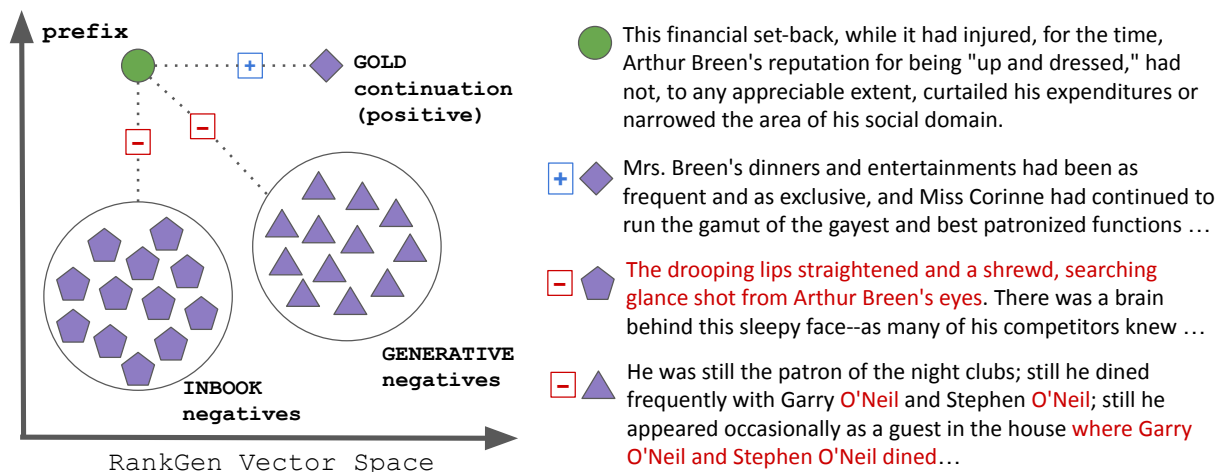 prefix
+
GOLD
continuation
(positive)
-
-
INBOOK
negatives
GENERATIVE
negatives
RankGen Vector Space
This financial set-back, while it had injured, for the time,
Arthur Breen's reputation for being "up and dressed," had
not, to any appreciable extent, curtailed his expenditures or
narrowed the area of his social domain.
+
Mrs. Breen's dinners and entertainments had been as
frequent and as exclusive, and Miss Corinne had continued to
run the gamut of the gayest and best patronized functions …
-
The drooping lips straightened and a shrewd, searching
glance shot from Arthur Breen's eyes. There was a brain
behind this sleepy face--as many of his competitors knew …
-
He was still the patron of the night clubs; still he dined
frequently with Garry O'Neil and Stephen O'Neil; still he
appeared occasionally as a guest in the house where Garry
O'Neil and Stephen O'Neil dined…